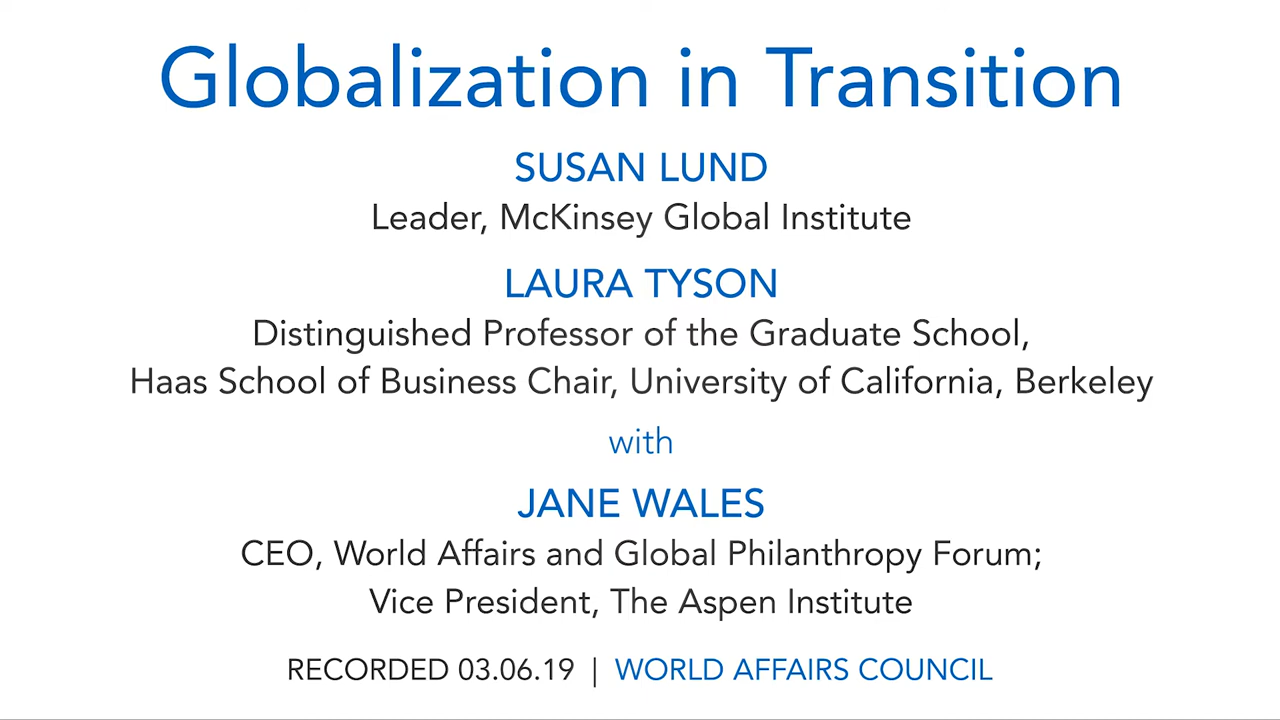 Globalization in Transition
SUSAN LUND
Leader, McKinsey Global Institute
LAURA TYSON
Distinguished Professor of the Graduate School,
Haas School of Business Chair, University of California, Berkeley
with
JANE WALES
CEO, World Affairs and Global Philanthropy Forum;
Vice President, The Aspen Institute
RECORDED 03.06.19 | WORLD AFFAIRS COUNCIL